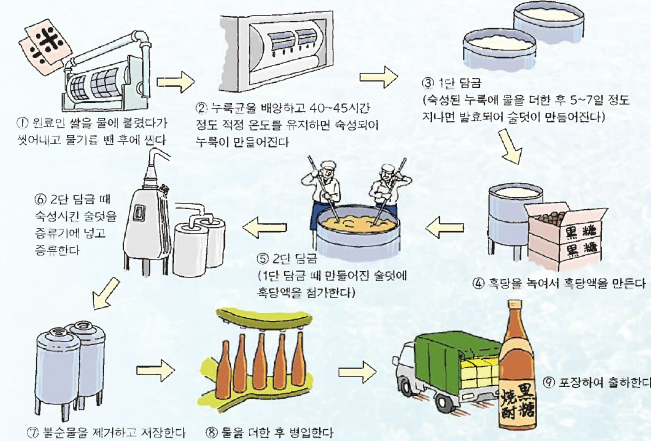 米
米
① 원료인 쌀을 물에 불렸다가
씻어내고 물기를 뺀 후에 찐다
② 누룩균을 배양하고 40~45시간
정도 적정 온도를 유지하면 숙성되어
누룩이 만들어진다
③ 1단 담금
(숙성된 누룩에 물을 더한 후 5~7일 정도
지나면 발효되어 술덧이 만들어진다)
黒糖
黒糖
④ 흑당을 녹여서 흑당액을 만든다
⑤ 2단 담금
(1단 담금 때 만들어진 술덧에
흑당액을 첨가한다)
⑥ 2단 담금 때
숙성시킨 술덧을
증류기에 넣고
증류한다
⑦ 불순물을 제거하고 저장한다
⑧ 물을 더한 후 병입한다
黒糖
焼酎
⑨ 포장하여 출하한다